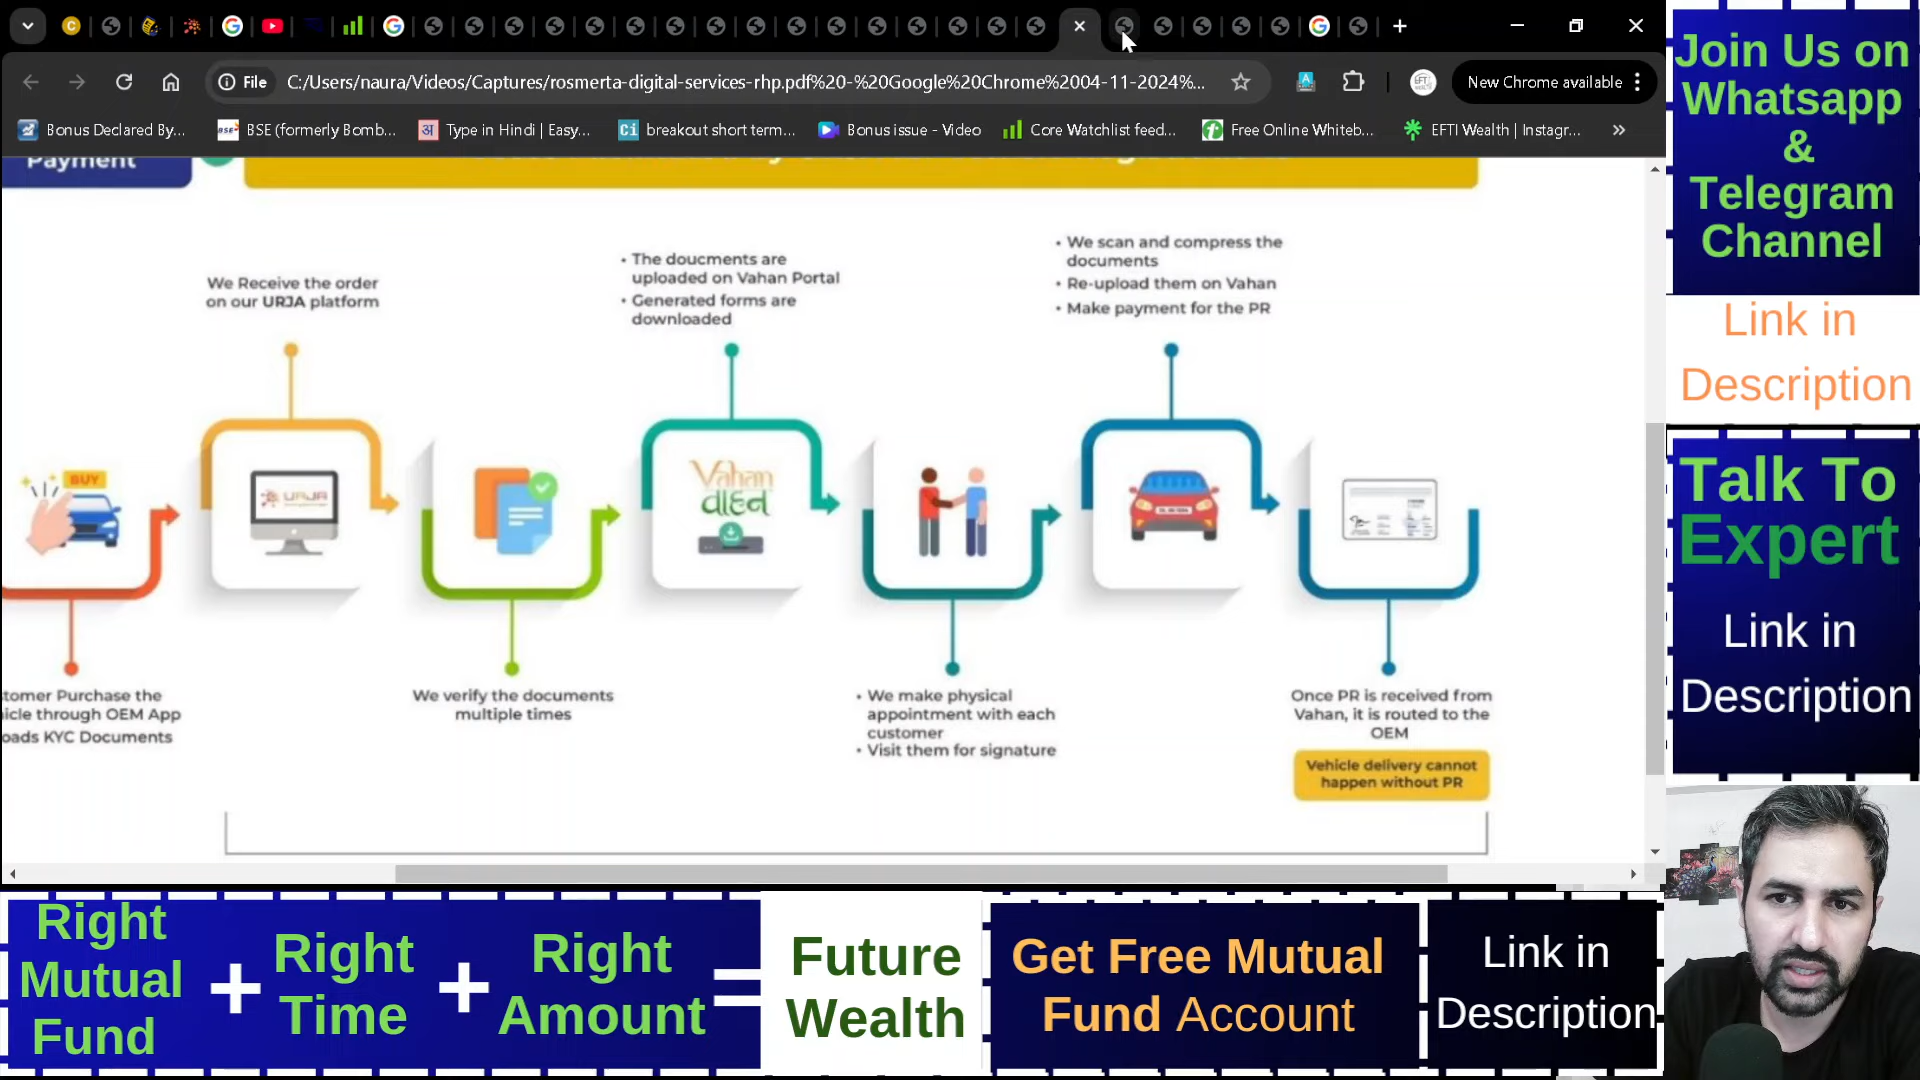 File
C:/Users/naura/Videos/Captures/rosmerta-digital-services-rhp.pdf%20-%20Google%20Chrome%2004-11-2024%...
New Chrome available
Bonus Declared By...
BSE (formerly Bomb...
Type in Hindi | Easy...
breakout short term...
Bonus issue - Video
Core Watchlist feed...
Free Online Whiteb...
EFTI Wealth | Instagr...
Payment
We Receive the order
on our URJA platform
• The doucments are
uploaded on Vahan Portal
• Generated forms are
downloaded
• We scan and compress the
documents
• Re-upload them on Vahan
• Make payment for the PR
BUY
URJA
Vahan
वाहन
tomer Purchase the
icle through OEM App
oads KYC Documents
We verify the documents
multiple times
• We make physical
appointment with each
customer
• Visit them for signature
Once PR is received from
Vahan, it is routed to the
OEM
Vehicle delivery cannot
happen without PR
Join Us on
Whatsapp
&
Telegram
Channel
Link in
Description
Talk To
Expert
Link in
Description
Right
Mutual
Fund
+
Right
Time
+
Right
Amount
=
Future
Wealth
Get Free Mutual
Fund Account
Link in
Description